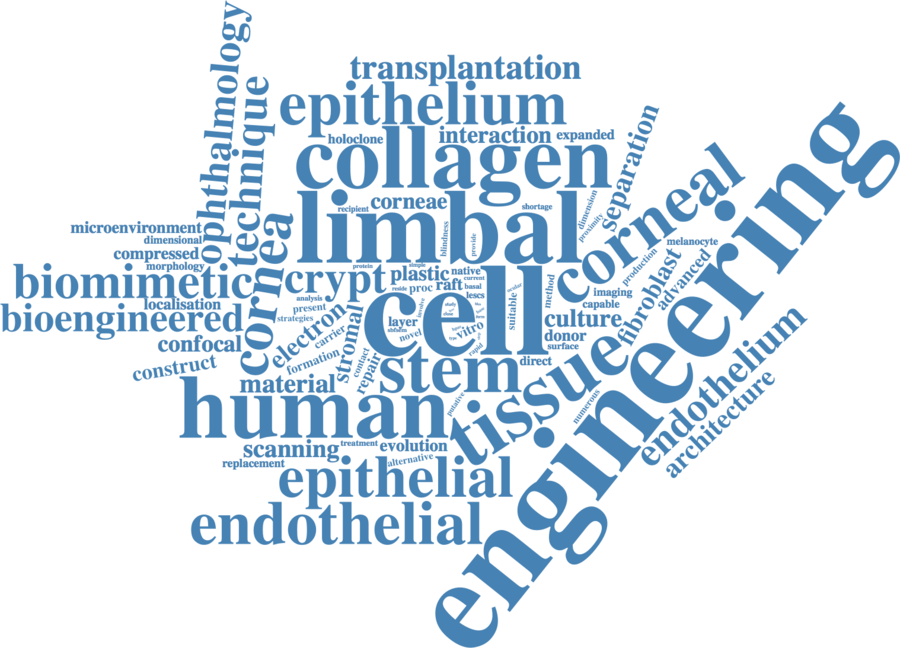 ophthalmology
technique
transplantation
epithelium
holoclone
interaction
expanded
collagen
separation
dimension
proximity
corneal
engineering
recipient
corneae
shortage
limbal
blindness
provide
microenvironment
dimensional
compressed
morphology
biomimetic
localisation
bioengineered
confocal
construct
cornea
crypt
protein
simple
plastic
native
current
reside
proc
raft
basal
lescs
analysis
present
strategies
electron
carrier
formation
stromal
contact
repair
layer
novel
vitro
rapid
cell
study
suitable
method
imaging
capable
production
melanocyte
fibroblast
advanced
culture
donor
surface
direct
stem
tissue
numerous
putative
material
human
scanning
treatment
evolution
replacement
alternative
epithelial
endothelial
endothelium
architecture